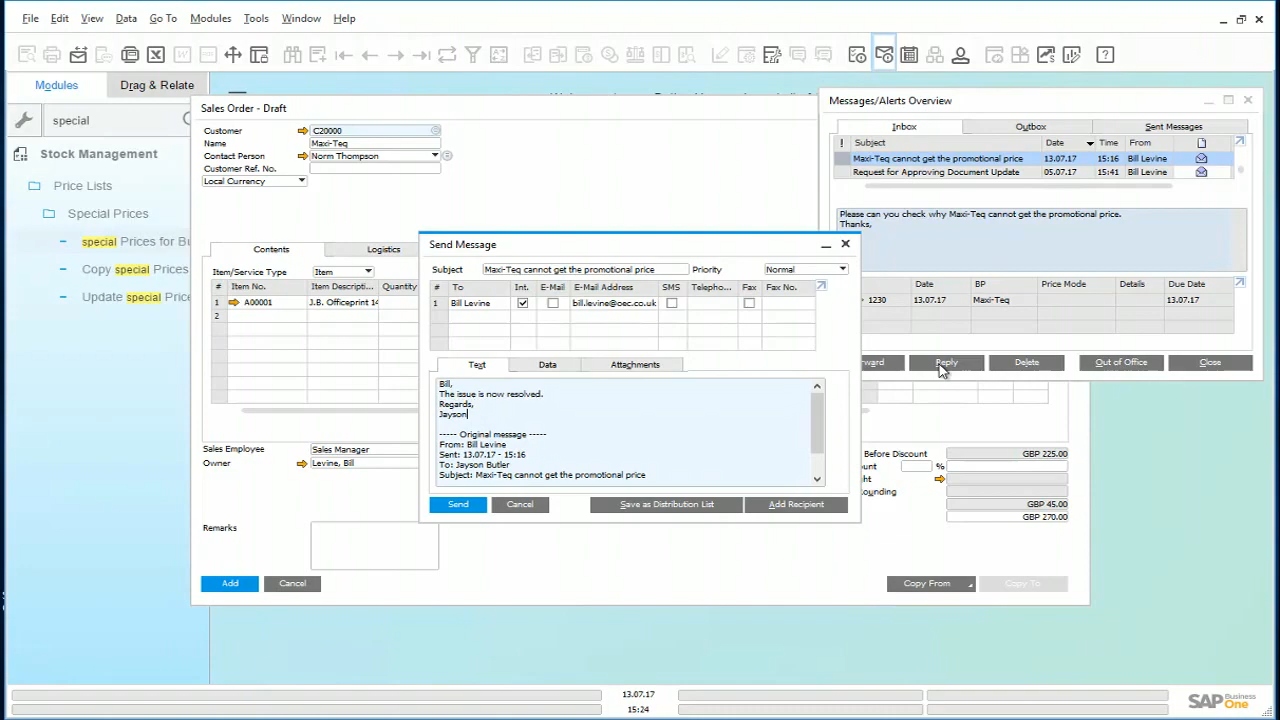 File Edit View Data Go To Modules Tools Window Help
Modules
Drag & Relate
special
Stock Management
Price Lists
Special Prices
special Prices for Bu
Copy special Prices
Update special Price
Sales Order - Draft
Customer C20000
Name Maxi-Teq
Contact Person Norm Thompson
Customer Ref. No.
Local Currency
Contents Logistics
Item/Service Type Item
# Item No. Item Descripti... Quantity
1 A00001 J.B. Officeprint 14
2
Sales Employee Sales Manager
Owner Levine, Bill
Remarks
Add Cancel
Before Discount GBP 225.00
ount %
ht
ounding
GBP 45.00
GBP 270.00
Copy From Copy To
Messages/Alerts Overview
Inbox Outbox Sent Messages
! Subject Date Time From
Maxi-Teq cannot get the promotional price 13.07.17 15:16 Bill Levine
Request for Approving Document Update 05.07.17 15:41 Bill Levine
Please can you check why Maxi-Teq cannot get the promotional price.
Thanks,
Date BP Price Mode Details Due Date
1230 13.07.17 Maxi-Teq 13.07.17
ward Reply Delete Out of Office Close
Send Message
Subject Maxi-Teq cannot get the promotional price Priority Normal
# To Int. E-Mail E-Mail Address SMS Telepho... Fax Fax No.
1 Bill Levine bill.levine@oec.co.uk
Text Data Attachments
Bill,
The issue is now resolved.
Regards,
Jayson
----- Original message -----
From: Bill Levine
Sent: 13.07.17 - 15:16
To: Jayson Butler
Subject: Maxi-Teq cannot get the promotional price
Send Cancel Save as Distribution List Add Recipient
13.07.17
15:24
SAP Business One